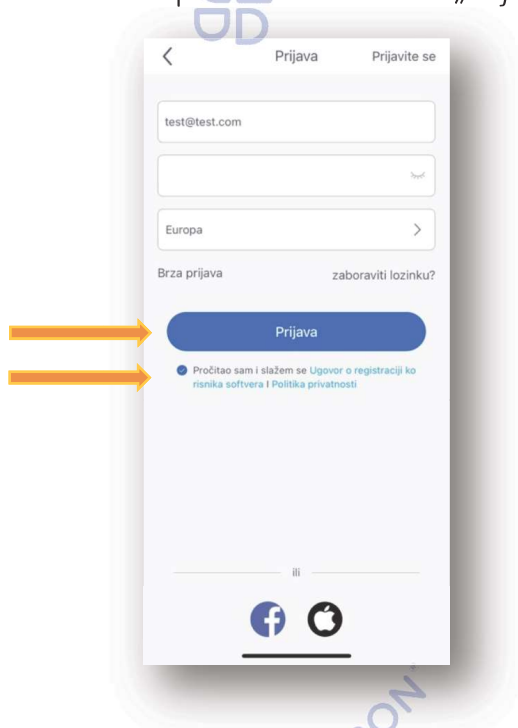 Prijava Prijavite se
test@test.com
Europa
Brza prijava zaboraviti lozinku?
Prijava
Pročitao sam i slažem se Ugovor o registraciji ko
risnika softvera I Politika privatnosti
ili